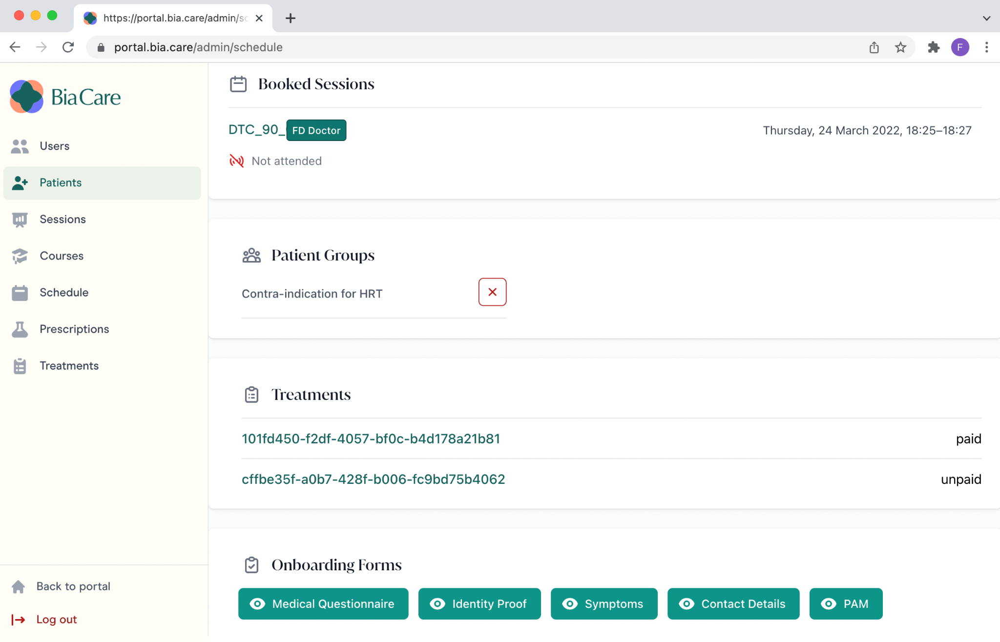 https://portal.bia.care/admin/sc
portal.bia.care/admin/schedule
F
Bia Care
Users
Patients
Sessions
Courses
Schedule
Prescriptions
Treatments
Back to portal
Log out
Booked Sessions
DTC_90_ FD Doctor
Thursday, 24 March 2022, 18:25–18:27
Not attended
Patient Groups
Contra-indication for HRT
Treatments
101fd450-f2df-4057-bf0c-b4d178a21b81 paid
cffbe35f-a0b7-428f-b006-fc9bd75b4062 unpaid
Onboarding Forms
Medical Questionnaire Identity Proof Symptoms Contact Details PAM